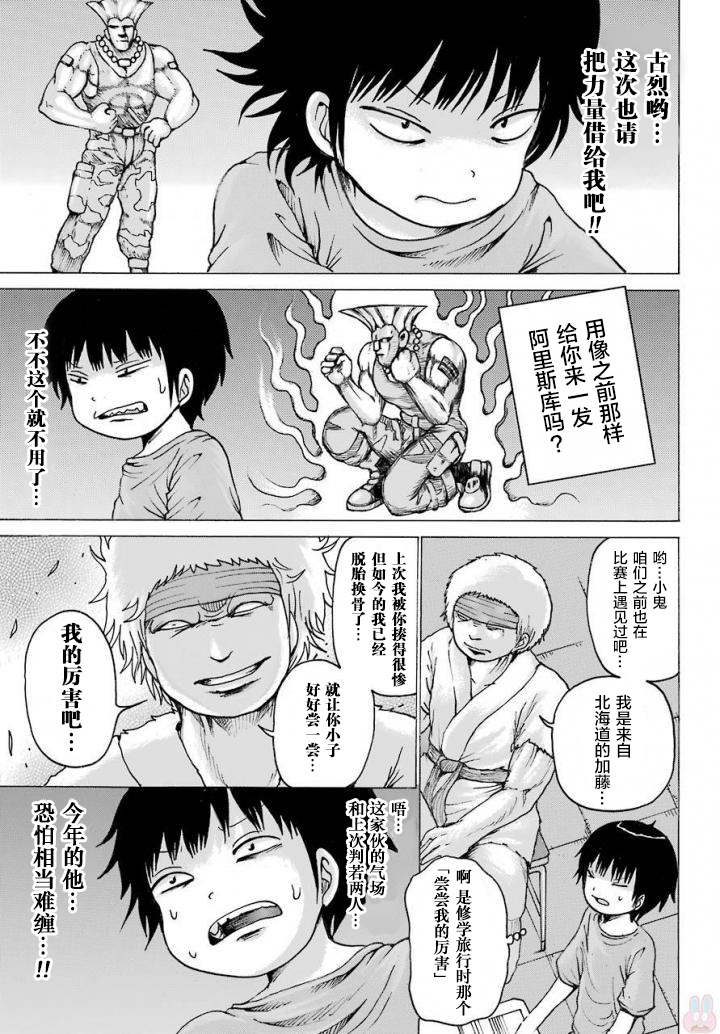 古烈哟…
这次也请
把力量借给我吧!!
用像之前那样
给你来一发
阿里斯库吗?
不不这个就不用了…
哟…小鬼
咱们之前也在
比赛上遇见过吧…
我是来自
北海道的加藤…
啊 是修学旅行时那个
「尝尝我的厉害」
上次我被你揍得很惨
但如今的我已经
脱胎换骨了…
就让你小子
好好尝一尝…
我的厉害吧…
唔…
这家伙的气场
和上次判若两人…
今年的他…
恐怕相当难缠…!!